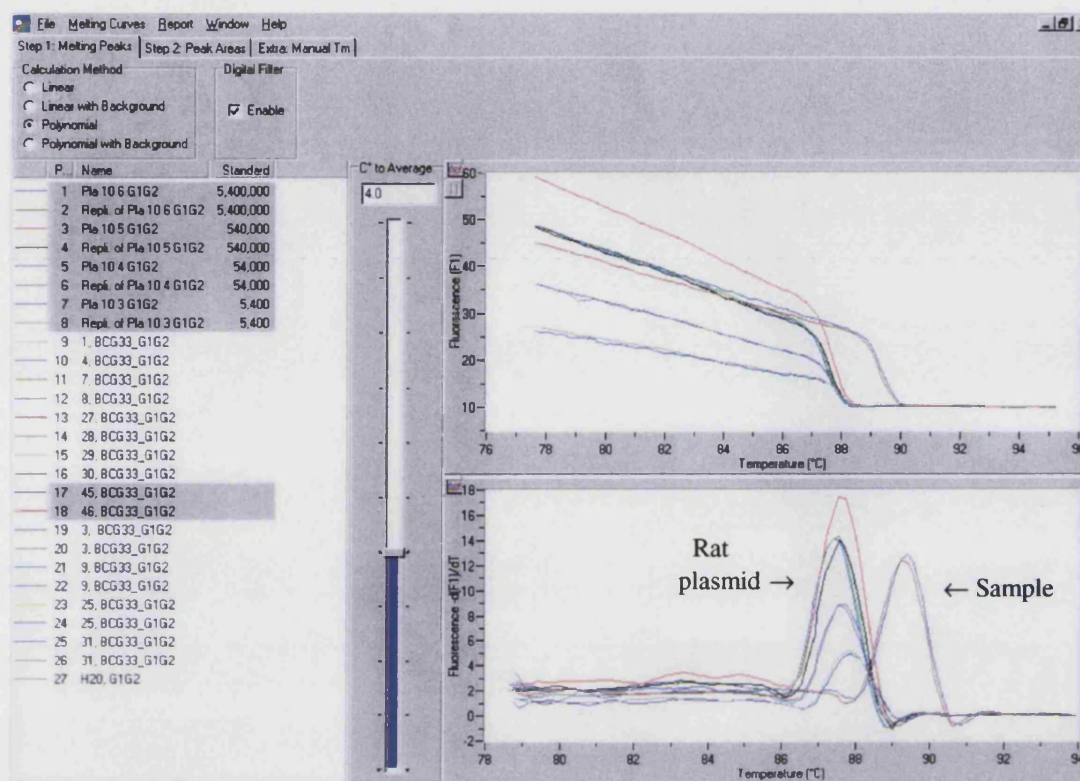 File Melting Curves Report Window Help
Step 1: Melting Peaks Step 2: Peak Areas Extra: Manual Tm
Calculation Method
Linear
Linear with Background
Polynomial
Polynomial with Background
Digital Filter
Enable
P... Name Standard
1 Pla 10 6 G1G2 5,400,000
2 Repli. of Pla 10 6 G1G2 5,400,000
3 Pla 10 5 G1G2 540,000
4 Repli. of Pla 10 5 G1G2 540,000
5 Pla 10 4 G1G2 54,000
6 Repli. of Pla 10 4 G1G2 54,000
7 Pla 10 3 G1G2 5,400
8 Repli. of Pla 10 3 G1G2 5,400
9 1, BCG33_G1G2
10 4, BCG33_G1G2
11 7, BCG33_G1G2
12 8, BCG33_G1G2
13 27, BCG33_G1G2
14 28, BCG33_G1G2
15 29, BCG33_G1G2
16 30, BCG33_G1G2
17 45, BCG33_G1G2
18 46, BCG33_G1G2
19 3, BCG33_G1G2
20 3, BCG33_G1G2
21 9, BCG33_G1G2
22 9, BCG33_G1G2
23 25, BCG33_G1G2
24 25, BCG33_G1G2
25 31, BCG33_G1G2
26 31, BCG33_G1G2
27 H20, G1G2
C° to Average
4.0
60
50
40
30
20
10
Fluorescence (F1)
76 78 80 82 84 86 88 90 92 94 96
Temperature (°C)
18
16
14
12
10
8
6
4
2
0
-2
Fluorescence -d(F1)/dT
Rat
plasmid →
← Sample
78 80 82 84 86 88 90 92 94
Temperature (°C)